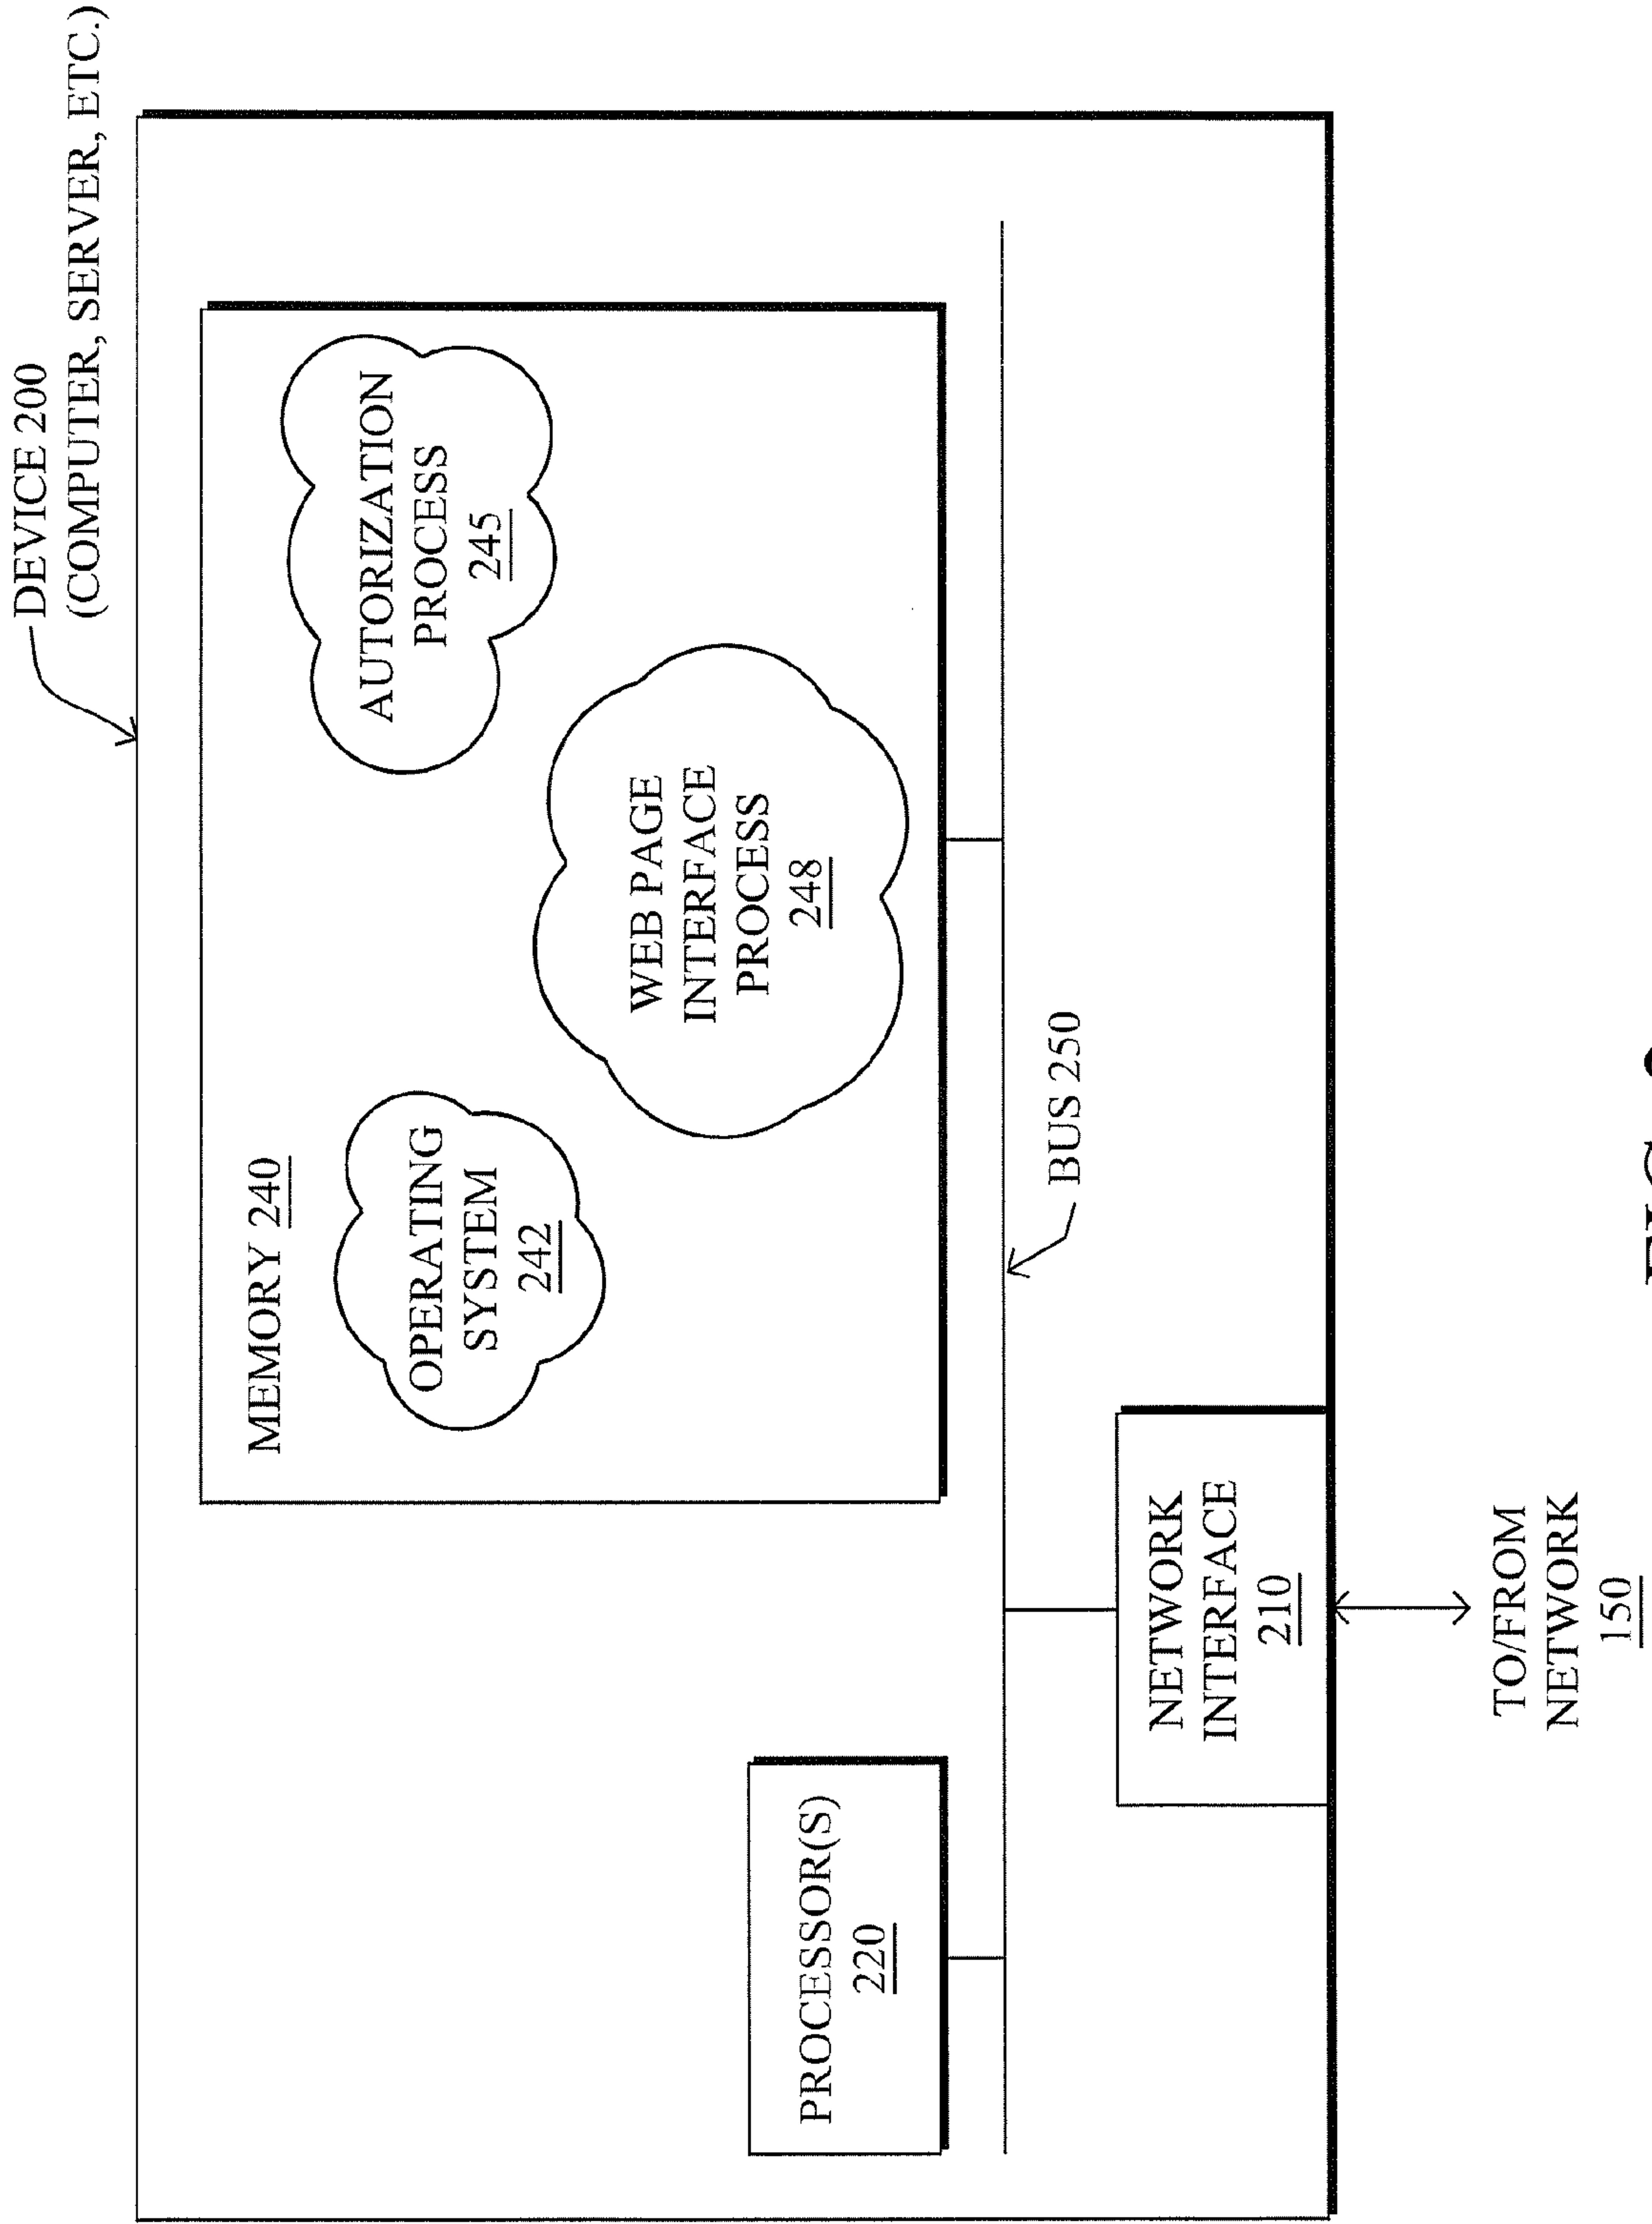 DEVICE 200
(COMPUTER, SERVER, ETC.)
MEMORY 240
OPERATING
SYSTEM
242
AUTORIZATION
PROCESS
245
WEB PAGE
INTERFACE
PROCESS
248
PROCESSOR(S)
220
BUS 250
NETWORK
INTERFACE
210
TO/FROM
NETWORK
150